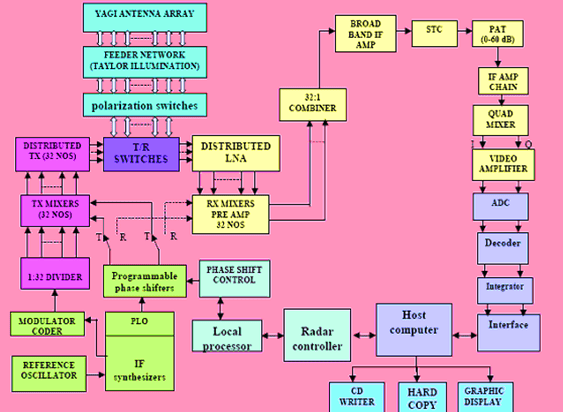 YAGI ANTENNA ARRAY
FEEDER NETWORK
(TAYLOR ILLUMINATION)
polarization switches
DISTRIBUTED
TX (32 NOS)
T/R
SWITCHES
DISTRIBUTED
LNA
TX MIXERS
(32 NOS)
RX MIXERS
PRE AMP
32 NOS
T
R
T
R
1:32 DIVIDER
Programmable
phase shifters
PHASE SHIFT
CONTROL
MODULATOR
CODER
PLO
IF
synthesizers
REFERENCE
OSCILLATOR
Local
processor
Radar
controller
Host
computer
32:1
COMBINER
BROAD
BAND IF
AMP
STC
PAT
(0-60 dB)
IF AMP
CHAIN
QUAD
MIXER
I
Q
VIDEO
AMPLIFIER
ADC
Decoder
Integrator
Interface
CD
WRITER
HARD
COPY
GRAPHIC
DISPLAY